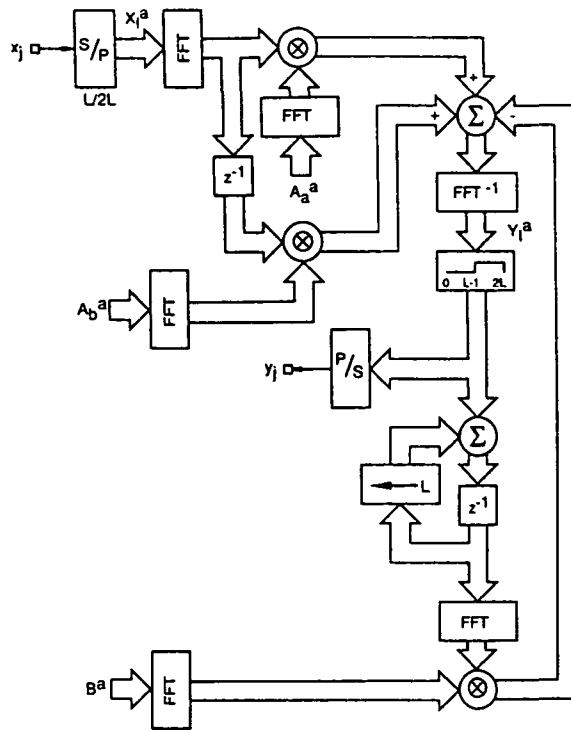 x_j
S/P
X_l^a
FFT
L/2L
⊗
FFT
A_a^a
+
+
Σ
-
z^-1
FFT^-1
⊗
Y_l^a
0 L-1 2L
A_b^a
FFT
y_j
P/S
Σ
L
z^-1
FFT
B^a
FFT
⊗